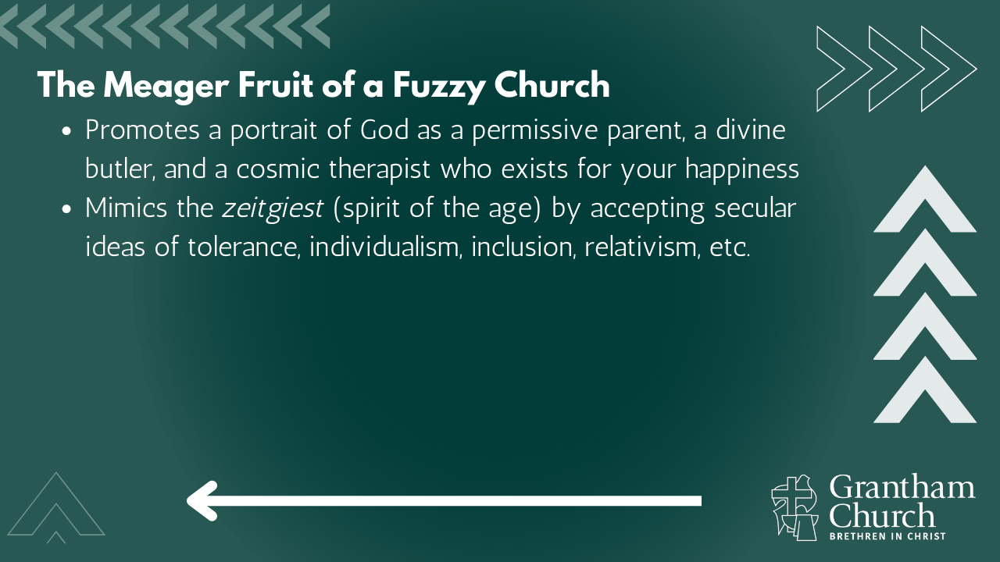 The Meager Fruit of a Fuzzy Church
• Promotes a portrait of God as a permissive parent, a divine
butler, and a cosmic therapist who exists for your happiness
• Mimics the zeitgiest (spirit of the age) by accepting secular
ideas of tolerance, individualism, inclusion, relativism, etc.
Grantham
Church
BRETHREN IN CHRIST